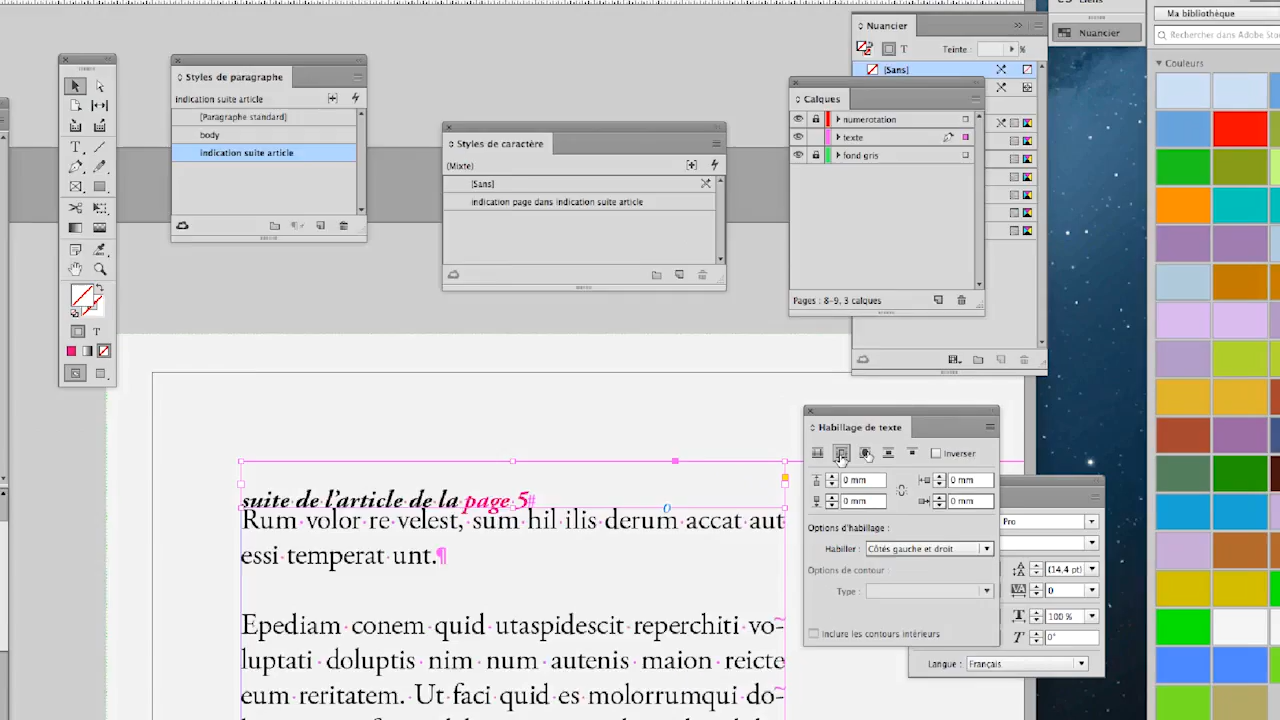 Liens
Ma bibliothèque
Nuancier
Nuancier
Rechercher dans Adobe Sto
Teinte :
%
[Sans]
Couleurs
Styles de paragraphe
indication suite article
[Paragraphe standard]
body
indication suite article
Styles de caractère
(Mixte)
[Sans]
indication page dans indication suite article
Calques
numerotation
texte
fond gris
Pages : 8-9, 3 calques
T
T
T
Habillage de texte
Inverser
0 mm
0 mm
0 mm
0 mm
Options d'habillage :
Habiller :
Côtés gauche et droit
Options de contour :
Type :
Inclure les contours intérieurs
Pro
(14,4 pt)
0
100 %
0°
Langue :
Français
suite de l'article de la page 5#
0
Rum volor re velest, sum hil ilis derum accat aut
essi temperat unt.¶
Epediam conem quid utaspidescit reperchiti vo-
luptati doluptis nim num autenis maion reicte
eum reritatem. Ut faci quid es molorrumqui do-